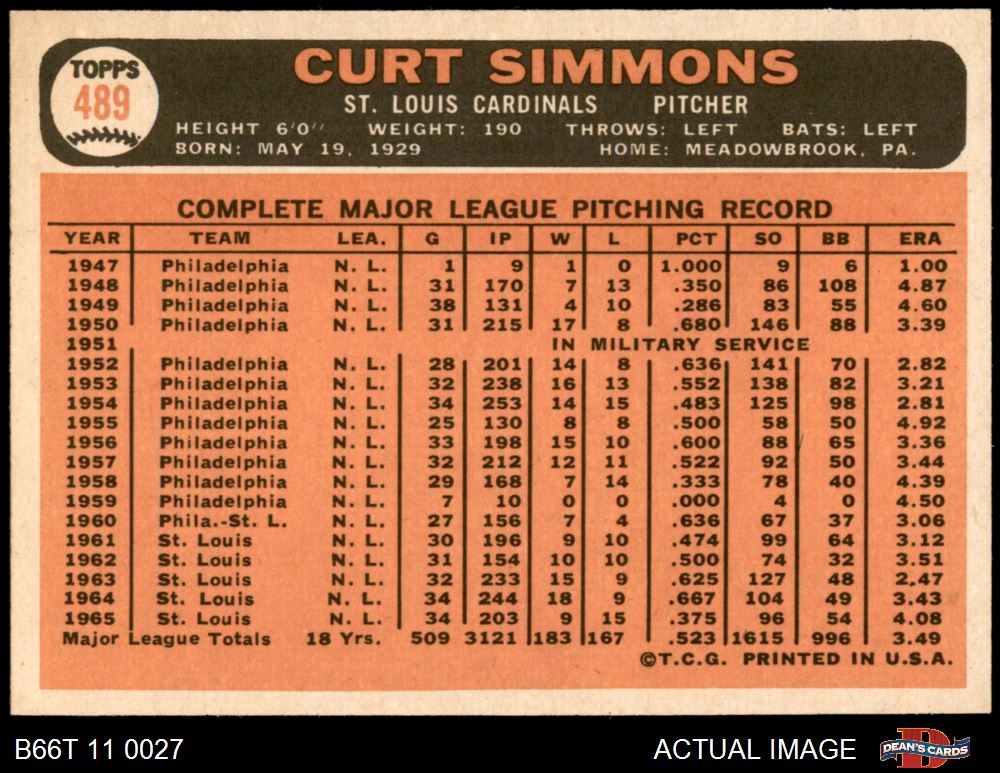 TOPPS
489
CURT SIMMONS
ST. LOUIS CARDINALS PITCHER
HEIGHT 6'0" WEIGHT: 190 THROWS: LEFT BATS: LEFT
BORN: MAY 19, 1929 HOME: MEADOWBROOK, PA.
COMPLETE MAJOR LEAGUE PITCHING RECORD
YEAR TEAM LEA. G IP W L PCT SO BB ERA
1947 Philadelphia N. L. 1 9 1 0 1.000 9 6 1.00
1948 Philadelphia N. L. 31 170 7 13 .350 86 108 4.87
1949 Philadelphia N. L. 38 131 4 10 .286 83 55 4.60
1950 Philadelphia N. L. 31 215 17 8 .680 146 88 3.39
1951 IN MILITARY SERVICE
1952 Philadelphia N. L. 28 201 14 8 .636 141 70 2.82
1953 Philadelphia N. L. 32 238 16 13 .552 138 82 3.21
1954 Philadelphia N. L. 34 253 14 15 .483 125 98 2.81
1955 Philadelphia N. L. 25 130 8 8 .500 58 50 4.92
1956 Philadelphia N. L. 33 198 15 10 .600 88 65 3.36
1957 Philadelphia N. L. 32 212 12 11 .522 92 50 3.44
1958 Philadelphia N. L. 29 168 7 14 .333 78 40 4.39
1959 Philadelphia N. L. 7 10 0 0 .000 4 0 4.50
1960 Phila.-St. L. N. L. 27 156 7 4 .636 67 37 3.06
1961 St. Louis N. L. 30 196 9 10 .474 99 64 3.12
1962 St. Louis N. L. 31 154 10 10 .500 74 32 3.51
1963 St. Louis N. L. 32 233 15 9 .625 127 48 2.47
1964 St. Louis N. L. 34 244 18 9 .667 104 49 3.43
1965 St. Louis N. L. 34 203 9 15 .375 96 54 4.08
Major League Totals 18 Yrs. 509 3121 183 167 .523 1615 996 3.49
©T.C.G. PRINTED IN U.S.A.
B66T 11 0027 ACTUAL IMAGE DEAN'S CARDS